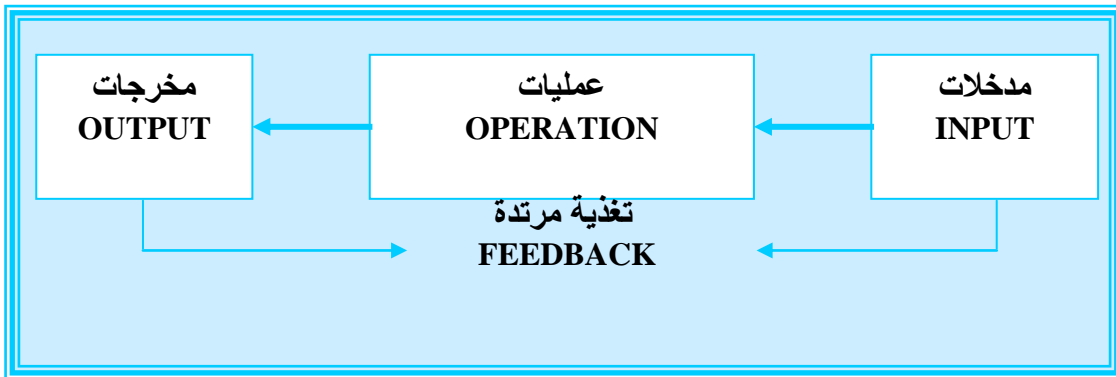 مدخلات
INPUT
عمليات
OPERATION
مخرجات
OUTPUT
تغذية مرتدة
FEEDBACK